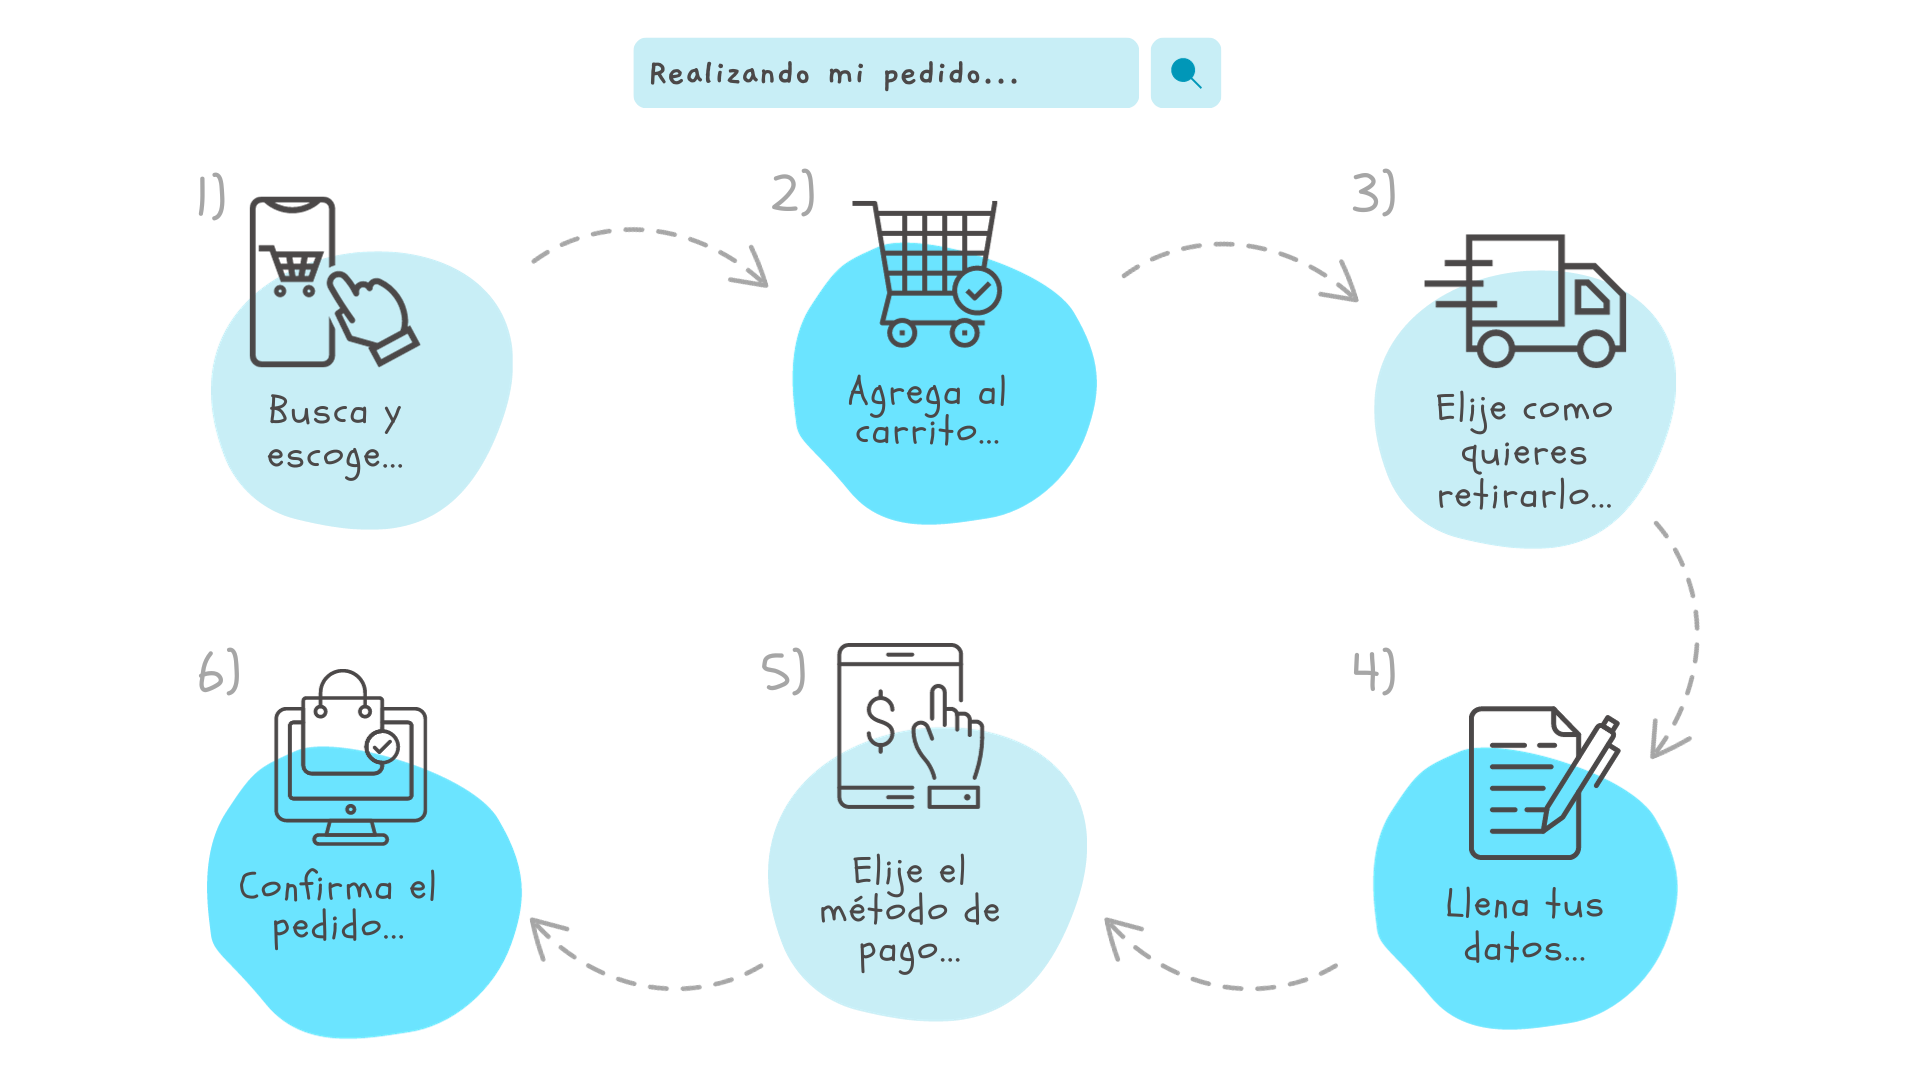 Realizando mi pedido...
1)
Busca y
escoge...
2)
Agrega al
carrito...
3)
Elije como
quieres
retirarlo...
4)
Llena tus
datos...
5)
$
Elije el
método de
pago...
6)
Confirma el
pedido...